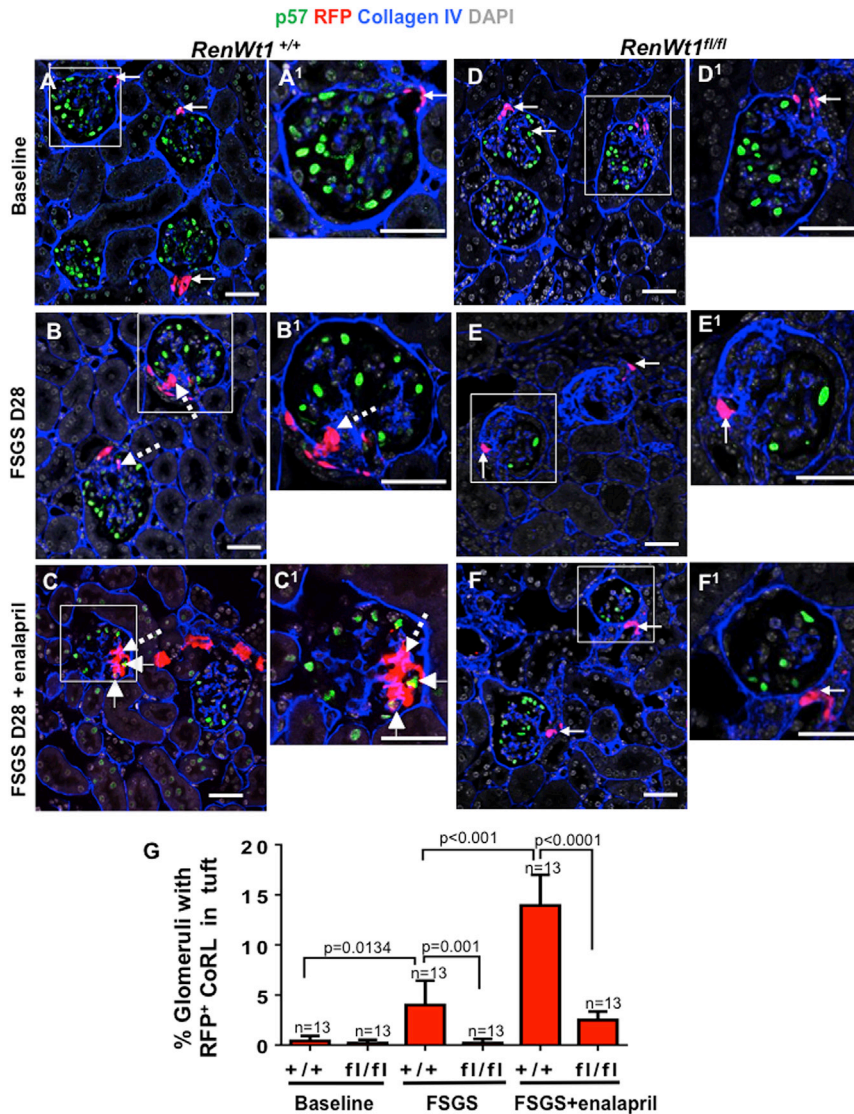 p57 RFP Collagen IV DAPI
RenWt1 +/+
RenWt1 fl/fl
Baseline
A
A1
D
D1
FSGS D28
B
B1
E
E1
FSGS D28 + enalapril
C
C1
F
F1
G
% Glomeruli with
RFP+ CoRL in tuft
20
15
10
5
0
p<0.001
p<0.0001
n=13
p=0.0134
p=0.001
n=13
n=13
n=13
n=13
n=13
+/+
fl/fl
+/+
fl/fl
+/+
fl/fl
Baseline
FSGS
FSGS+enalapril